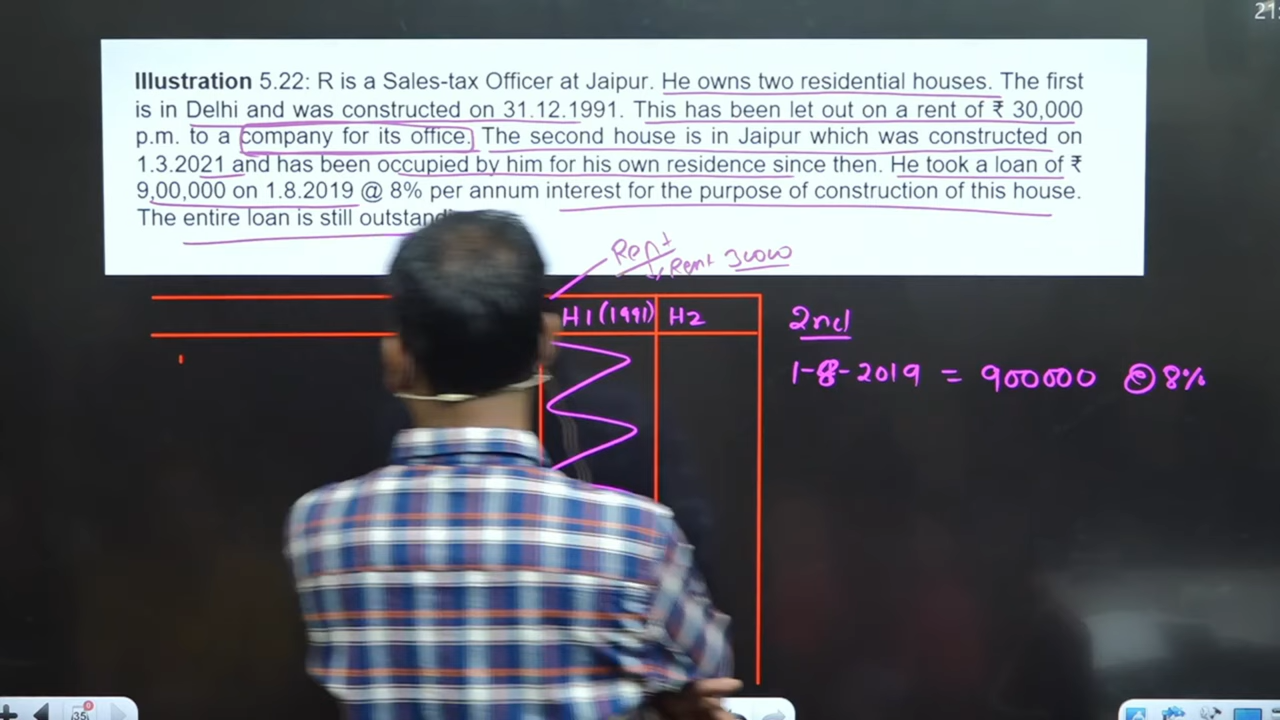 21:
Illustration 5.22: R is a Sales-tax Officer at Jaipur. He owns two residential houses. The first
is in Delhi and was constructed on 31.12.1991. This has been let out on a rent of ₹ 30,000
p.m. to a company for its office. The second house is in Jaipur which was constructed on
1.3.2021 and has been occupied by him for his own residence since then. He took a loan of ₹
9,00,000 on 1.8.2019 @ 8% per annum interest for the purpose of construction of this house.
The entire loan is still outstand
Rent
Rent 30000
H1 (1991) H2
2nd
1-8-2019 = 900000 @ 8%
35
0